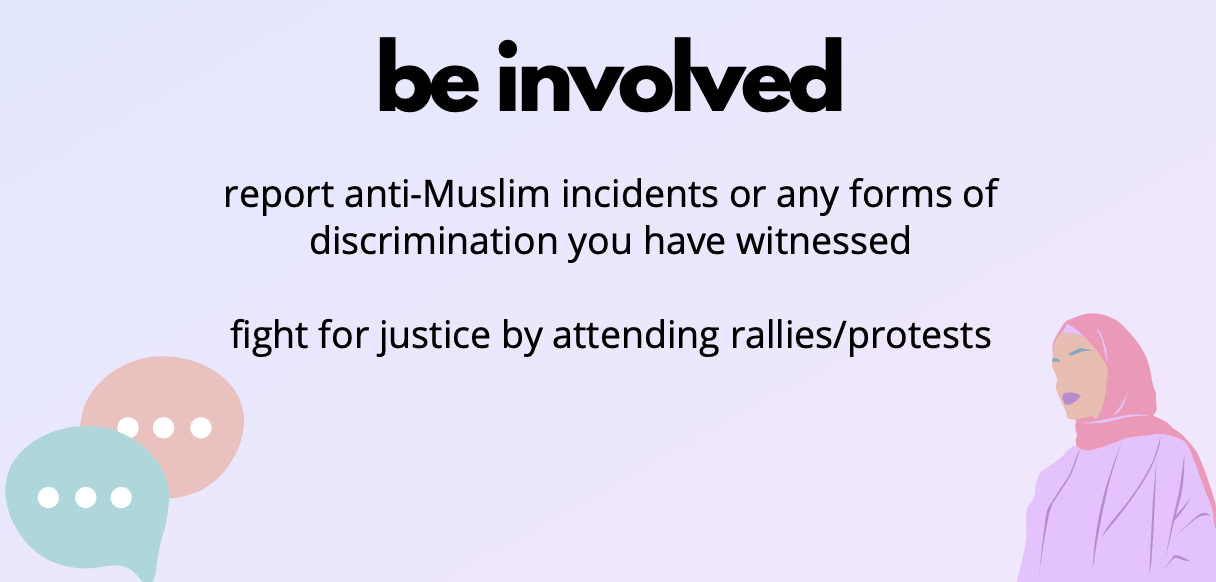 be involved
report anti-Muslim incidents or any forms of
discrimination you have witnessed
fight for justice by attending rallies/protests